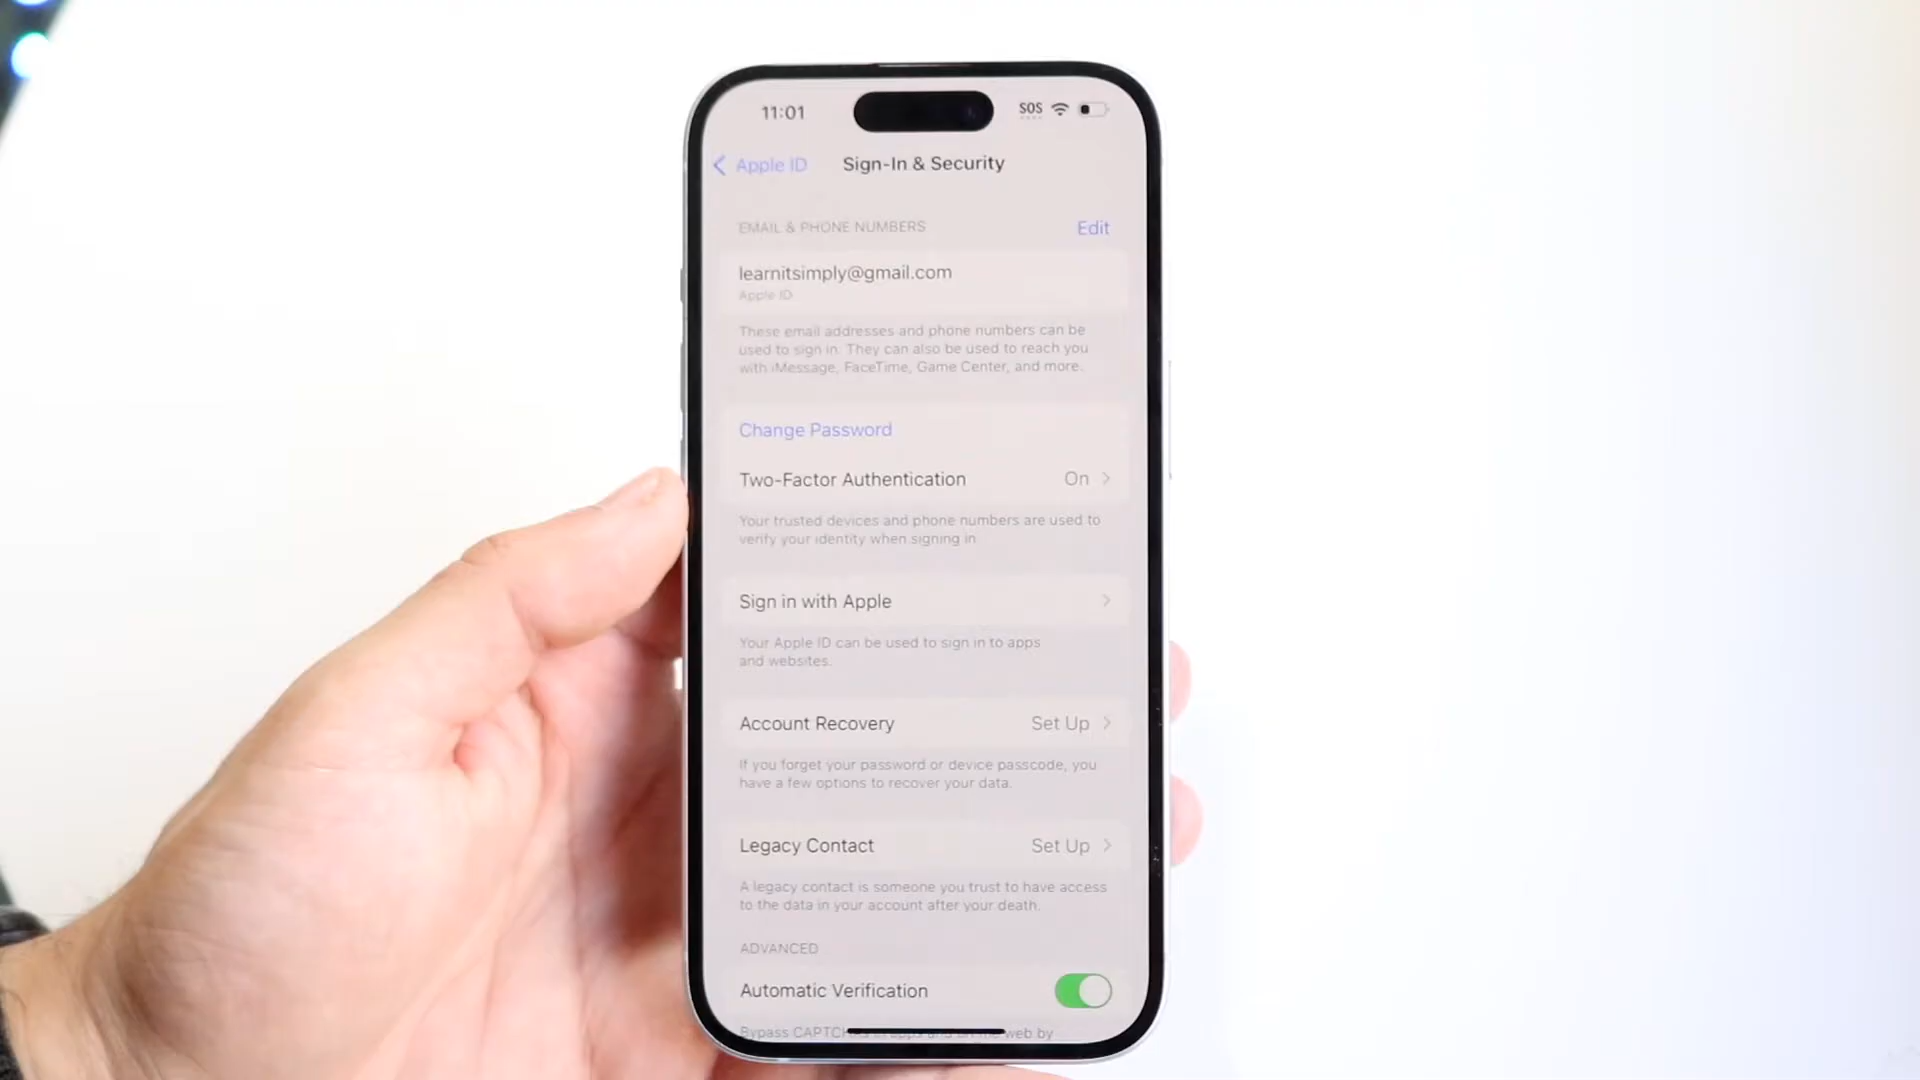 11:01
SOS
Apple ID
Sign-In & Security
EMAIL & PHONE NUMBERS
Edit
learnitsimply@gmail.com
Apple ID
These email addresses and phone numbers can be
used to sign in. They can also be used to reach you
with iMessage, FaceTime, Game Center, and more.
Change Password
Two-Factor Authentication
On
Your trusted devices and phone numbers are used to
verify your identity when signing in.
Sign in with Apple
Your Apple ID can be used to sign in to apps
and websites.
Account Recovery
Set Up
If you forget your password or device passcode, you
have a few options to recover your data.
Legacy Contact
Set Up
A legacy contact is someone you trust to have access
to the data in your account after your death.
ADVANCED
Automatic Verification
Bypass CAPTCHAs in apps and on the web by